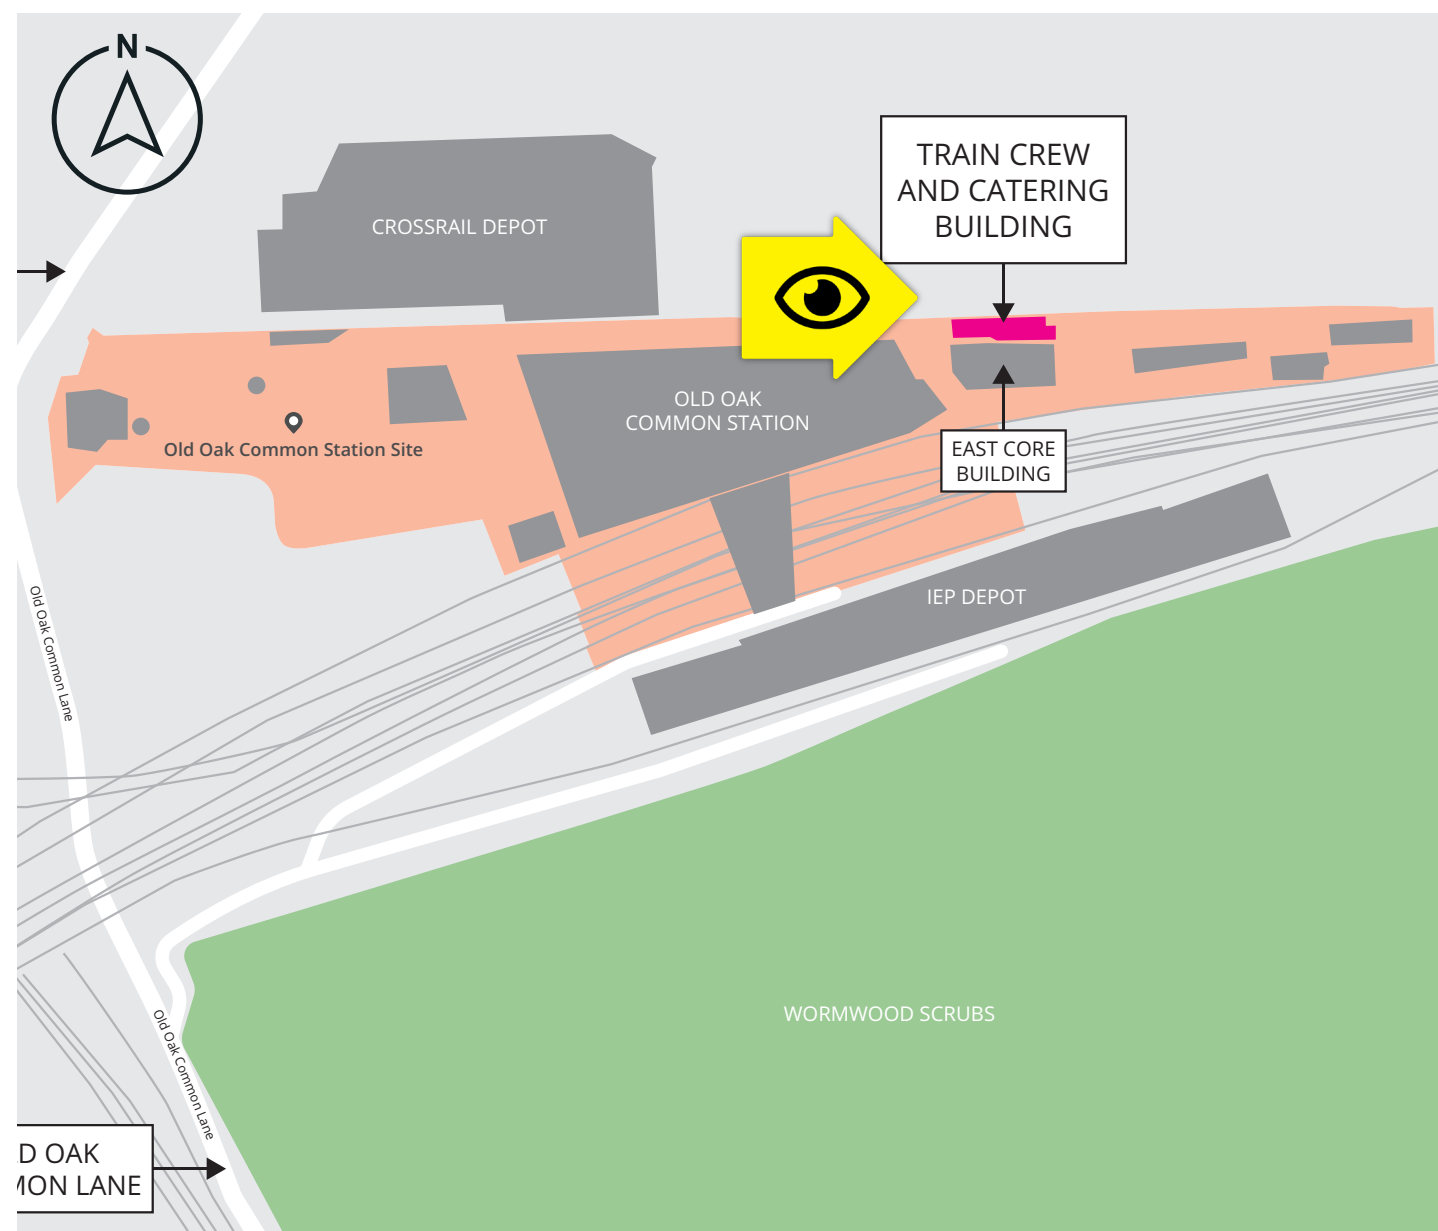 N
TRAIN CREW
AND CATERING
BUILDING
CROSSRAIL DEPOT
OLD OAK
COMMON STATION
Old Oak Common Station Site
EAST CORE
BUILDING
IEP DEPOT
Old Oak Common Lane
WORMWOOD SCRUBS
Old Oak Common Lane
D OAK
MON LANE